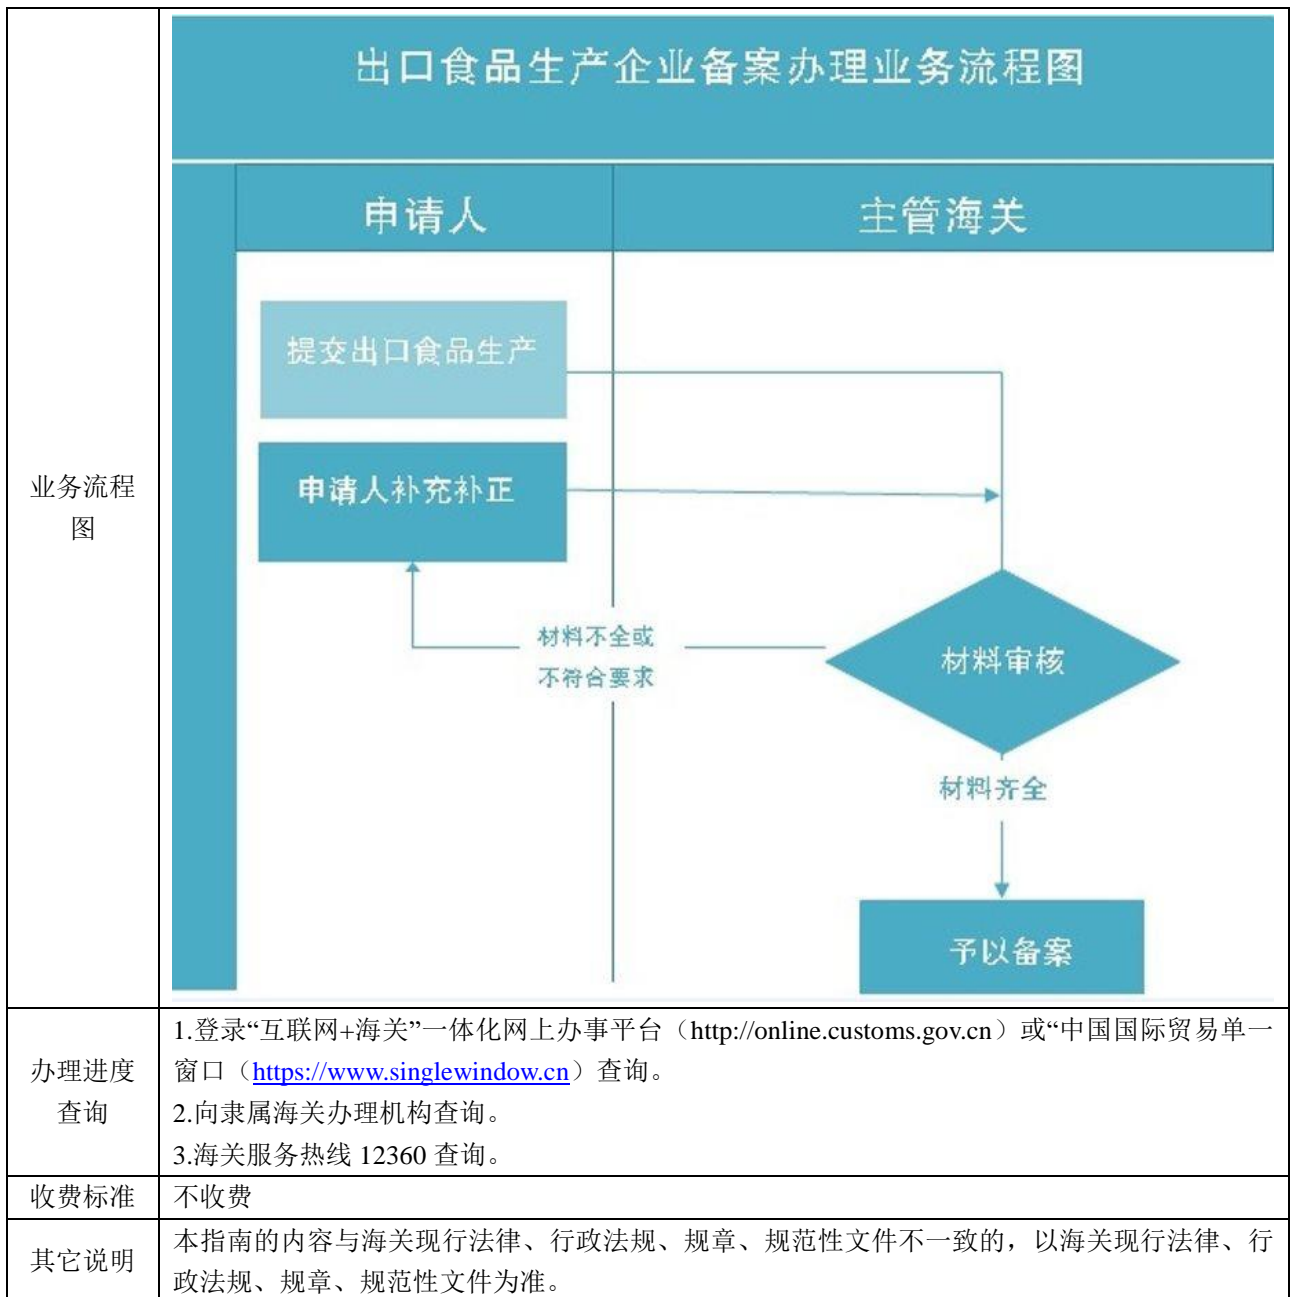 业务流程
图
出口食品生产企业备案办理业务流程图
申请人
主管海关
提交出口食品生产
申请人补充补正
材料不全或
不符合要求
材料审核
材料齐全
予以备案
办理进度
查询
1.登录“互联网+海关”一体化网上办事平台（http://online.customs.gov.cn）或“中国国际贸易单一
窗口（https://www.singlewindow.cn）查询。
2.向隶属海关办理机构查询。
3.海关服务热线 12360 查询。
收费标准
不收费
其它说明
本指南的内容与海关现行法律、行政法规、规章、规范性文件不一致的，以海关现行法律、行
政法规、规章、规范性文件为准。